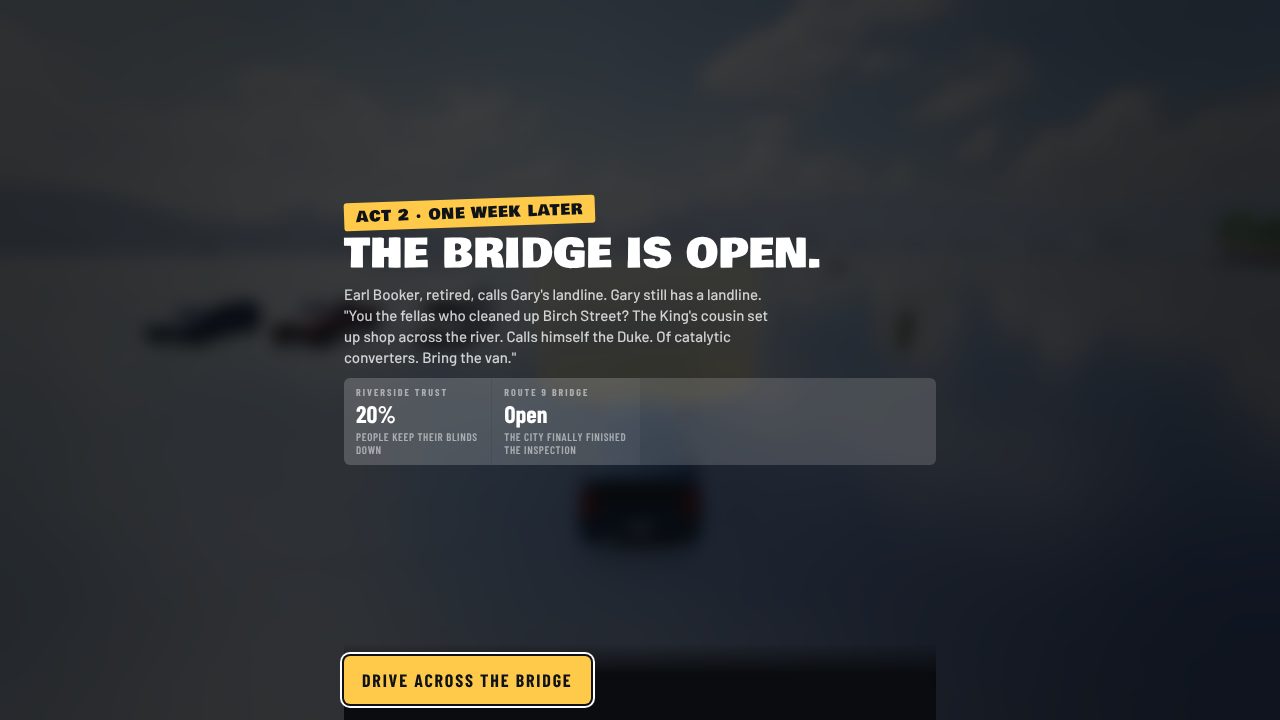 ACT 2 · ONE WEEK LATER
THE BRIDGE IS OPEN.
Earl Booker, retired, calls Gary's landline. Gary still has a landline.
"You the fellas who cleaned up Birch Street? The King's cousin set
up shop across the river. Calls himself the Duke. Of catalytic
converters. Bring the van."
RIVERSIDE TRUST
20%
PEOPLE KEEP THEIR BLINDS
DOWN
ROUTE 9 BRIDGE
Open
THE CITY FINALLY FINISHED
THE INSPECTION
DRIVE ACROSS THE BRIDGE